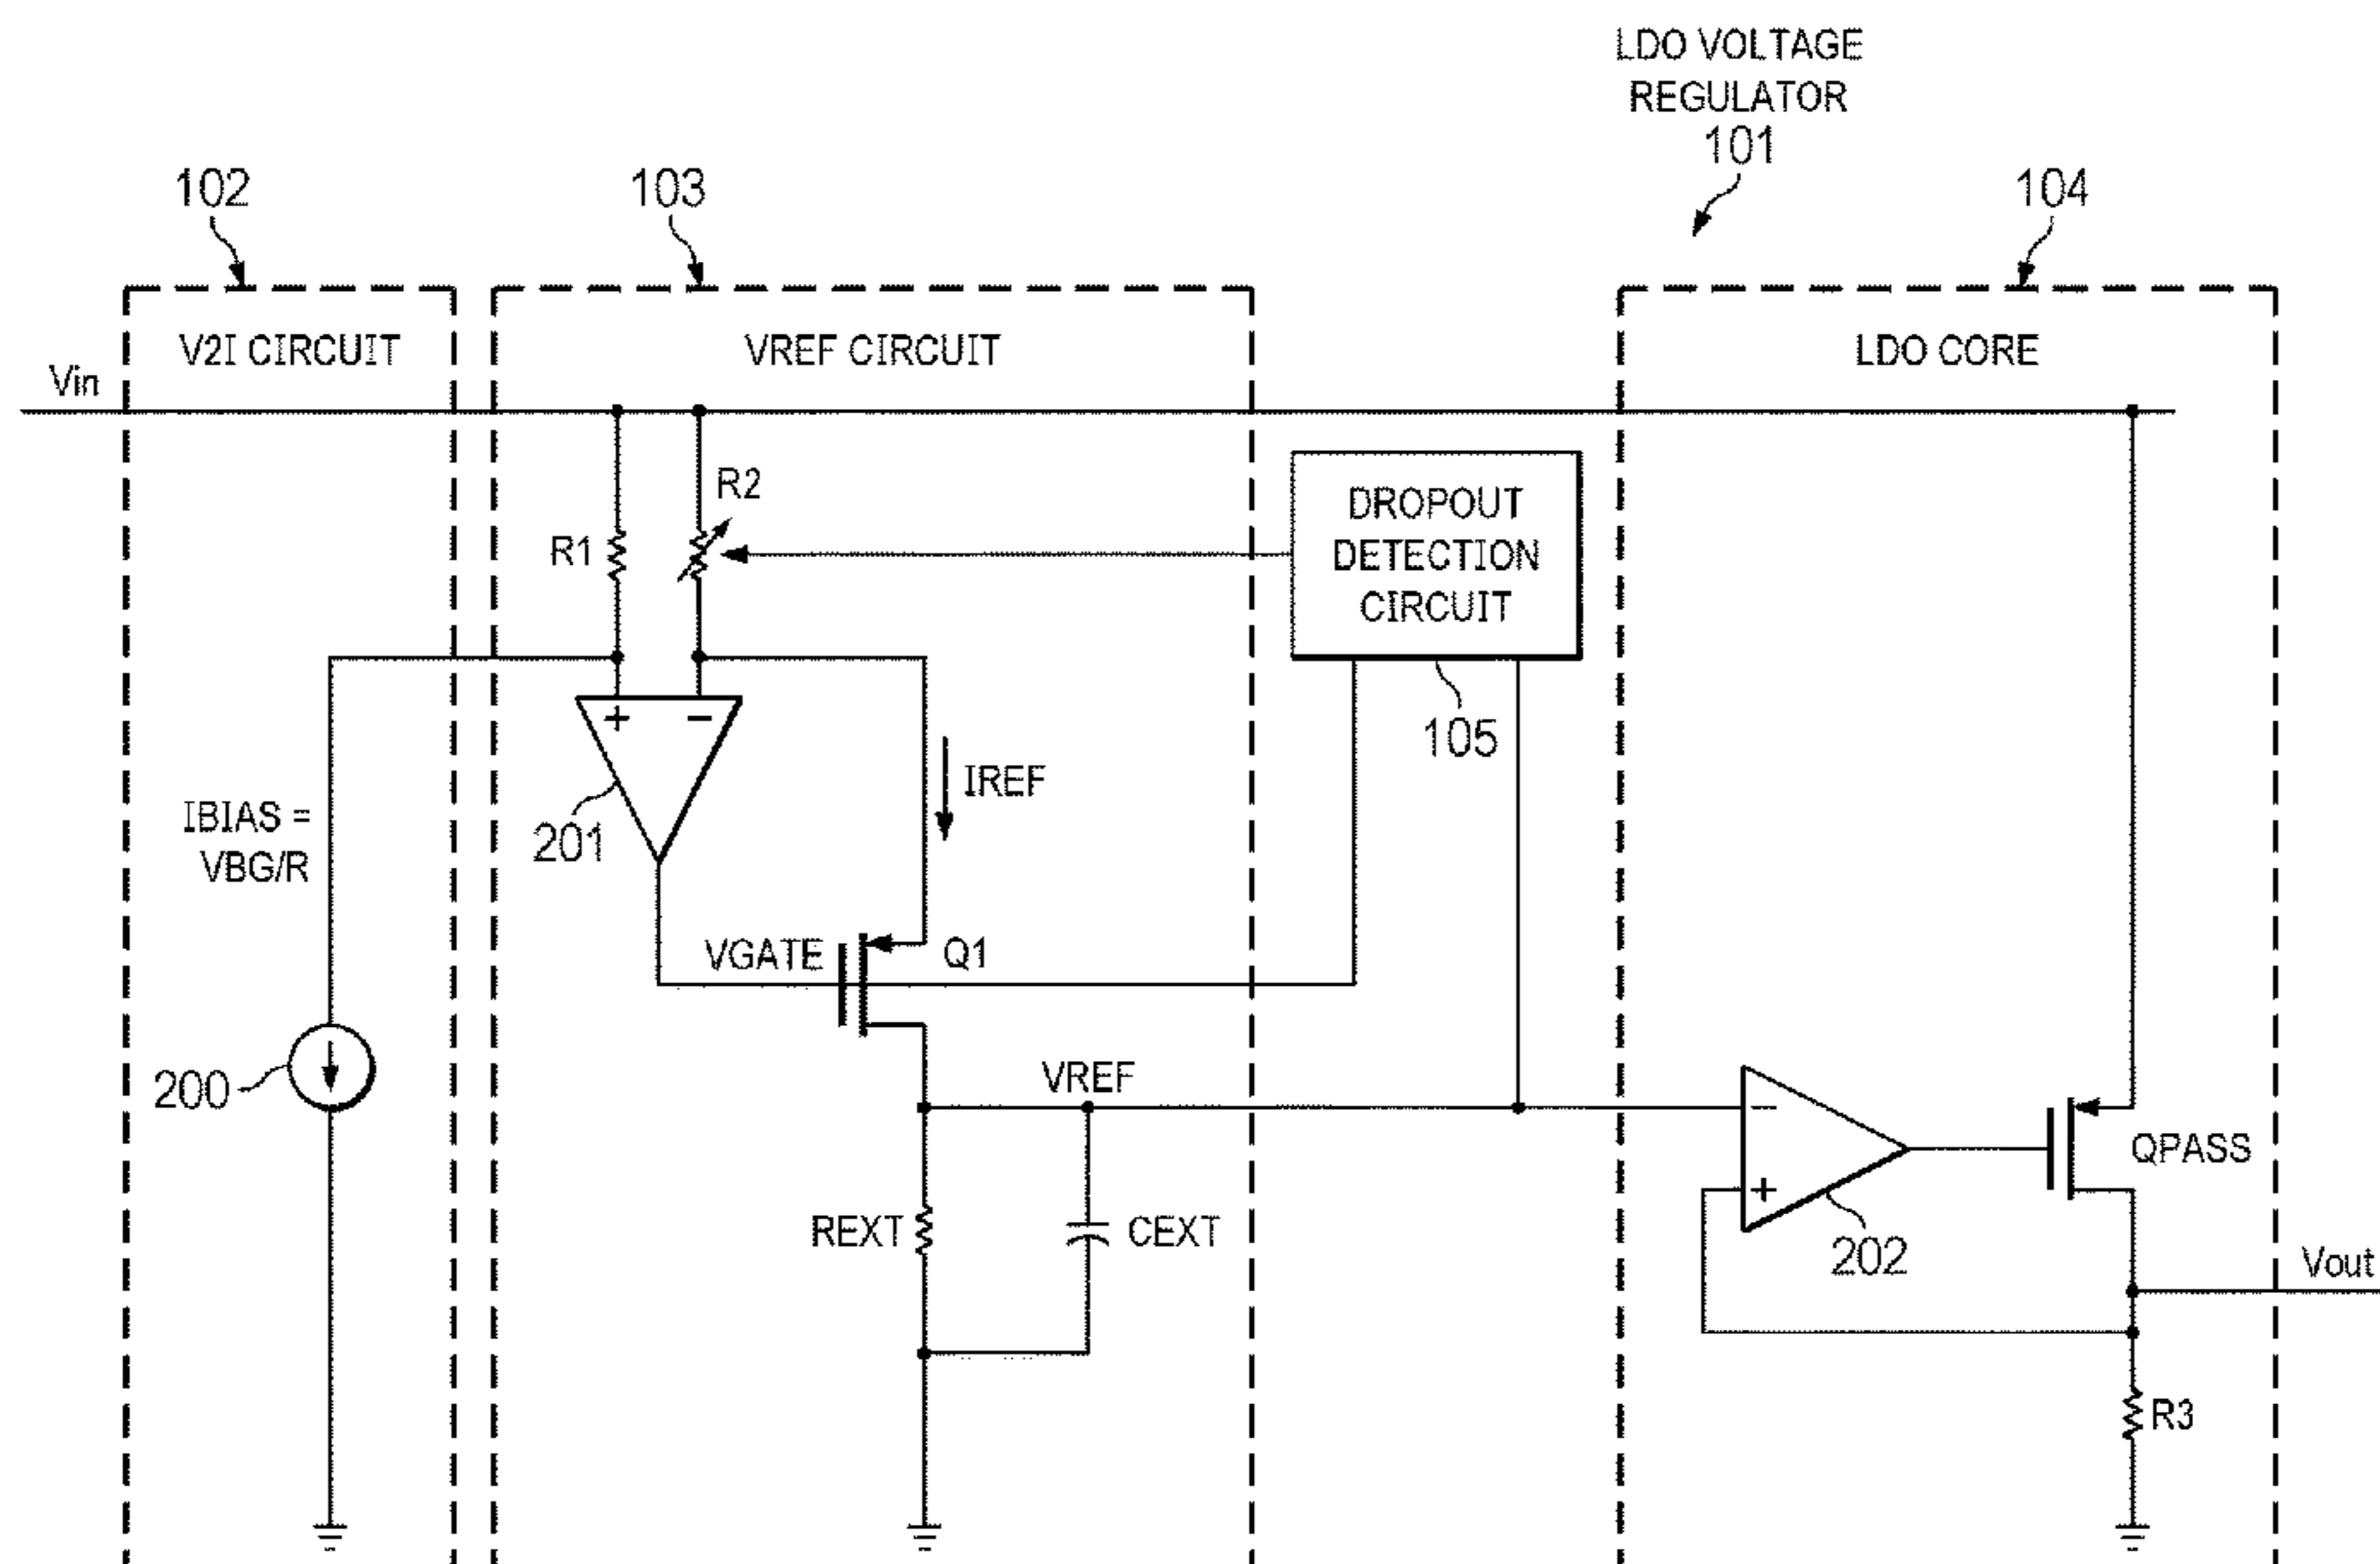 LDO VOLTAGE
REGULATOR
101
102
103
104
V2I CIRCUIT
VREF CIRCUIT
LDO CORE
Vin
R2
R1
DROPOUT
DETECTION
CIRCUIT
+ −
105
IREF
IBIAS =
VBG/R
201
VGATE
Q1
200
VREF
−
+
QPASS
REXT
CEXT
202
Vout
R3